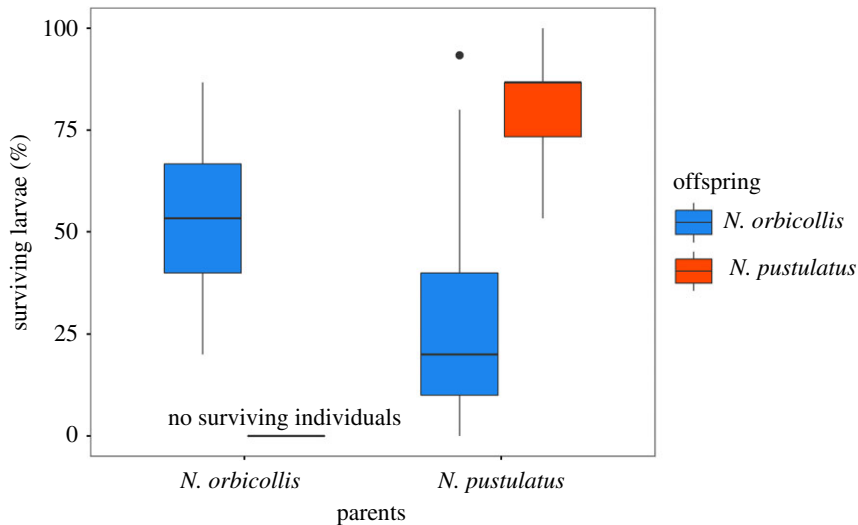 100
75
50
25
0
surviving larvae (%)
no surviving individuals
N. orbicollis
N. pustulatus
parents
offspring
N. orbicollis
N. pustulatus